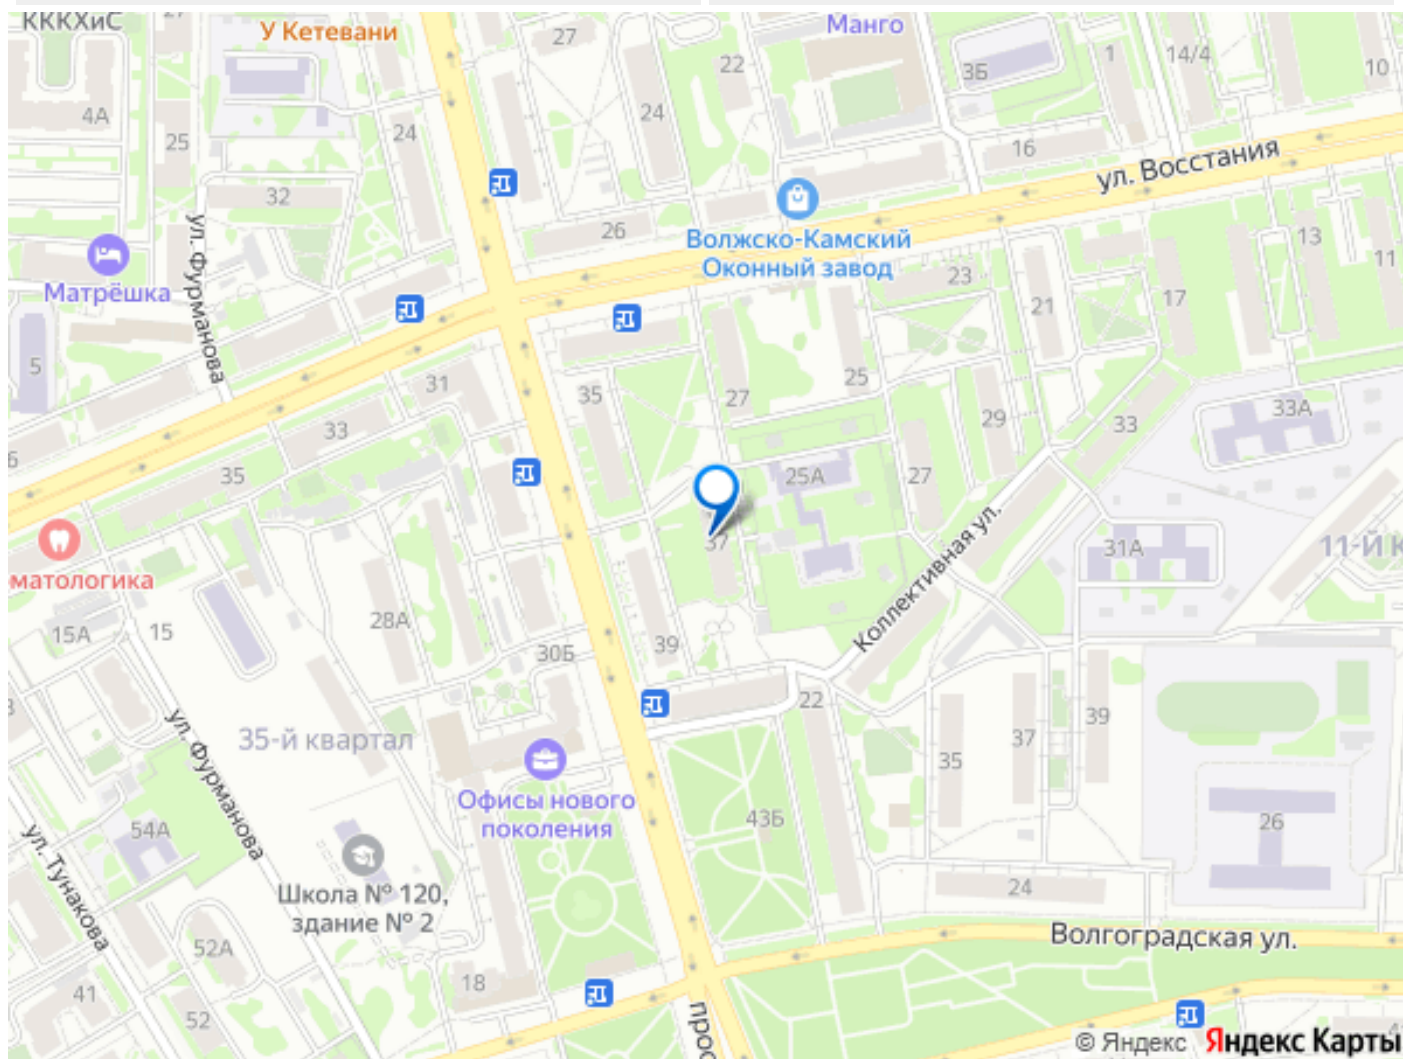 КККХиС
У Кетевани
27
Манго
22
3Б
1
14/4
10
4А
25
24
24
16
ул. Восстания
32
26
Волжско-Камский
Оконный завод
ул. Фурманова
Матрёшка
23
13
11
21
17
5
31
35
27
25
29
33
33А
33
35
25А
27
37
Коллективная ул.
31А
11-й к
матологика
15А
15
28А
30Б
39
22
39
37
35
35-й квартал
ул. Фурманова
Офисы нового
поколения
43Б
26
54А
ул. Тунакова
Школа № 120,
здание № 2
24
Волгоградская ул.
52А
18
41
52
прос
© Яндекс Яндекс Карты